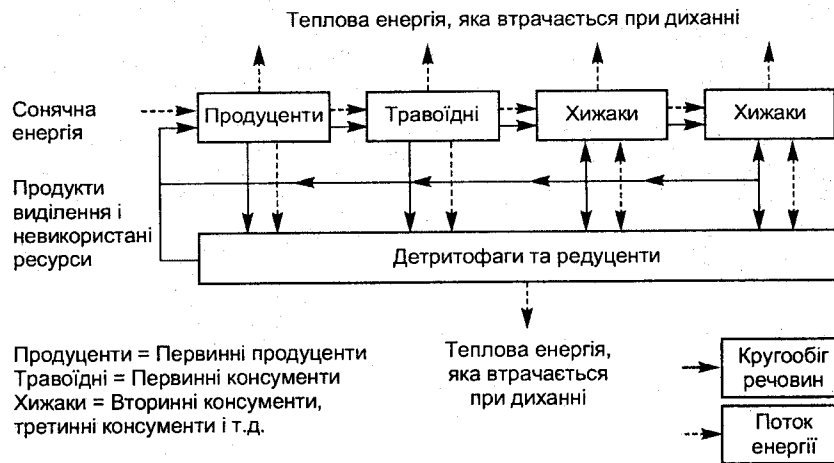 Теплова енергія, яка втрачається при диханні
Сонячна
енергія
Продуценти
Травоїдні
Хижаки
Хижаки
Продукти
виділення і
невикористані
ресурси
Детритофаги та редуценти
Продуценти = Первинні продуценти
Травоїдні = Первинні консументи
Хижаки = Вторинні консументи,
третинні консументи і т.д.
Теплова енергія,
яка втрачається
при диханні
Кругообіг
речовин
Поток
енергії